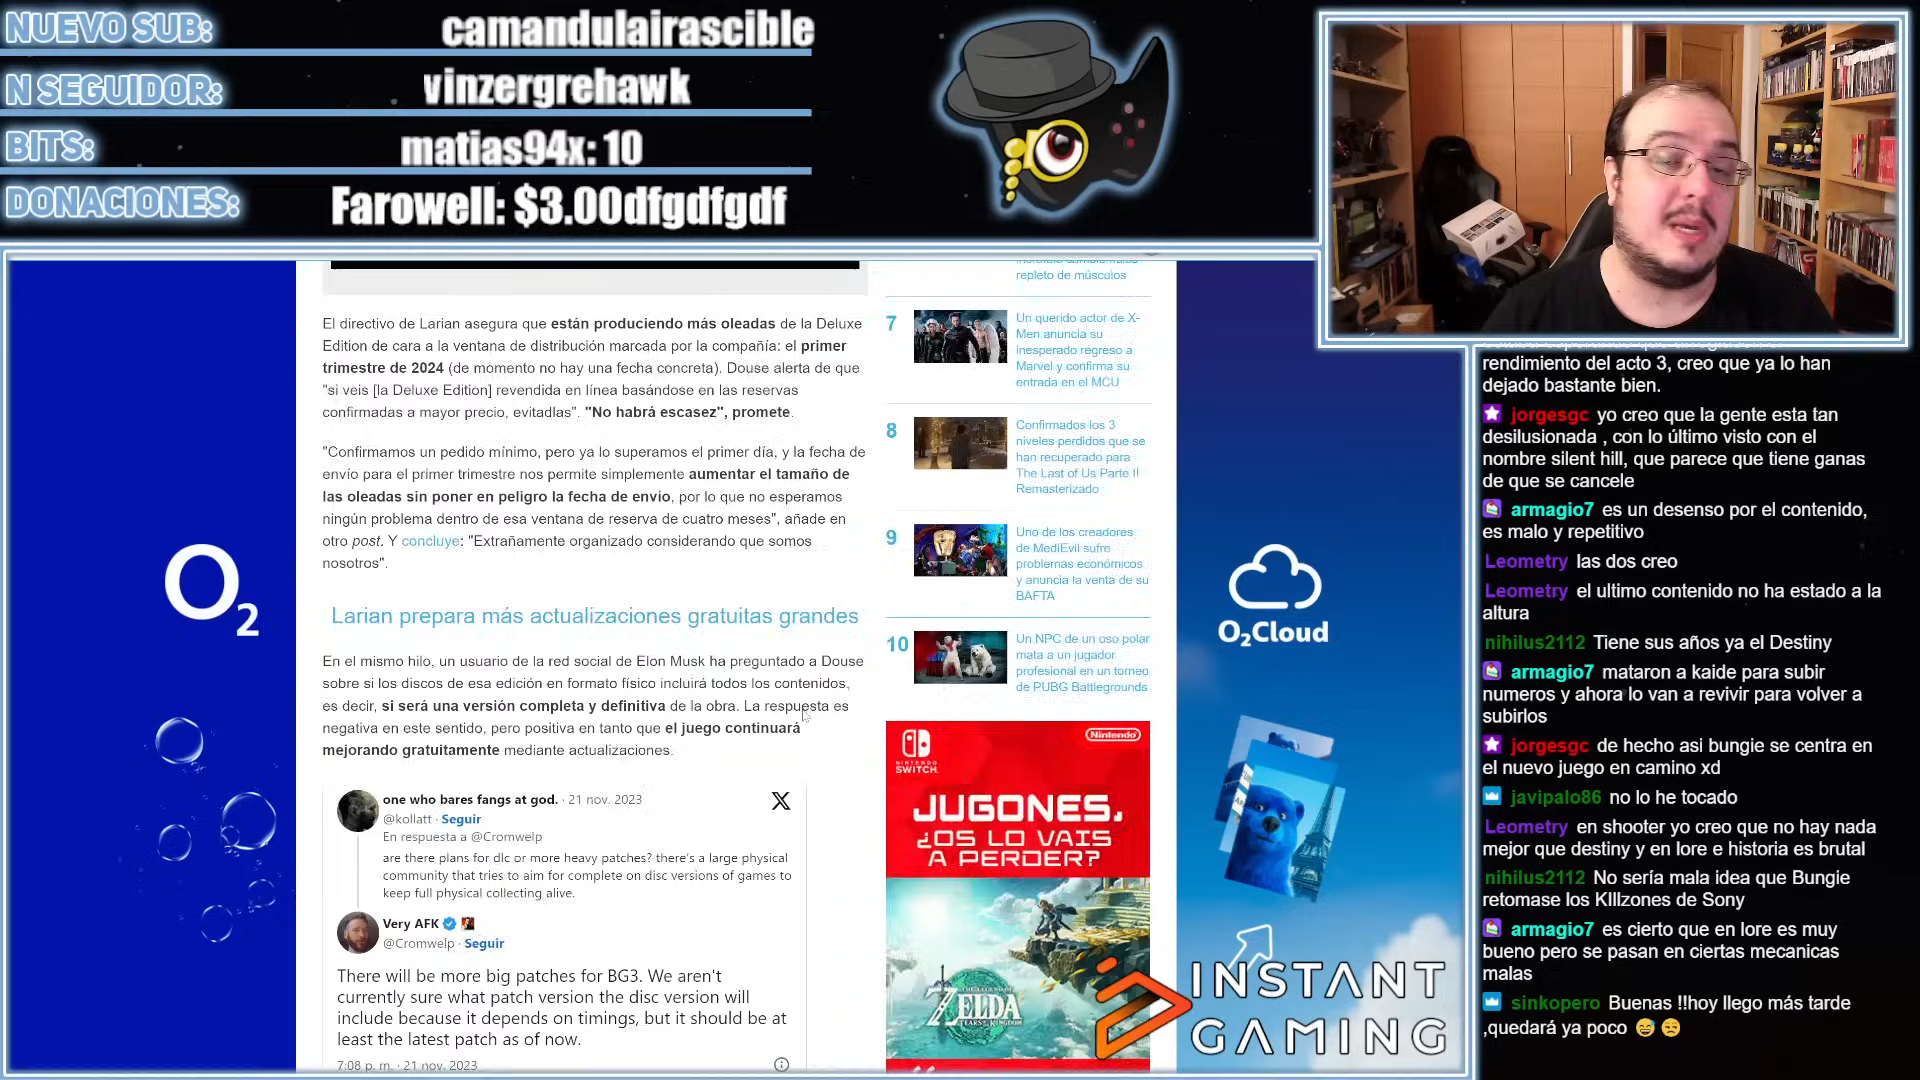 NUEVO SUB: camandulairascible
N SEGUIDOR: vinzergrehawk
BITS: matias94x: 10
DONACIONES: Farowell: $3.00dfgdfgdf
El directivo de Larian asegura que están produciendo más oleadas de la Deluxe
Edition de cara a la ventana de distribución marcada por la compañía: el primer
trimestre de 2024 (de momento no hay una fecha concreta). Douse alerta de que
"si veis [la Deluxe Edition] revendida en línea basándose en las reservas
confirmadas a mayor precio, evitadlas". "No habrá escasez", promete.
"Confirmamos un pedido mínimo, pero ya lo superamos el primer día, y la fecha de
envío para el primer trimestre nos permite simplemente aumentar el tamaño de
las oleadas sin poner en peligro la fecha de envío, por lo que no esperamos
ningún problema dentro de esa ventana de reserva de cuatro meses", añade en
otro post. Y concluye: "Extrañamente organizado considerando que somos
nosotros".
Larian prepara más actualizaciones gratuitas grandes
En el mismo hilo, un usuario de la red social de Elon Musk ha preguntado a Douse
sobre si los discos de esa edición en formato físico incluirá todos los contenidos,
es decir, si será una versión completa y definitiva de la obra. La respuesta es
negativa en este sentido, pero positiva en tanto que el juego continuará
mejorando gratuitamente mediante actualizaciones.
one who bares fangs at god. · 21 nov. 2023
@kollatt · Seguir
En respuesta a @Cromwelp
are there plans for dlc or more heavy patches? there's a large physical
community that tries to aim for complete on disc versions of games to
keep full physical collecting alive.
Very AFK
@Cromwelp · Seguir
There will be more big patches for BG3. We aren't
currently sure what patch version the disc version will
include because it depends on timings, but it should be at
least the latest patch as of now.
7:08 p. m. · 21 nov. 2023
repleto de músculos
7
Un querido actor de X-
Men anuncia su
inesperado regreso a
Marvel y confirma su
entrada en el MCU
8
Confirmados los 3
niveles perdidos que se
han recuperado para
The Last of Us Parte II
Remasterizado
9
Uno de los creadores
de MediEvil sufre
problemas económicos
y anuncia la venta de su
BAFTA
10
Un NPC de un oso polar
mata a un jugador
profesional en un torneo
de PUBG Battlegrounds
NINTENDO
SWITCH.
Nintendo
JUGONES,
¿OS LO VAIS
A PERDER?
THE LEGEND OF
ZELDA
TEARS OF THE KINGDOM
O2
O2Cloud
INSTANT
GAMING
rendimiento del acto 3, creo que ya lo han
dejado bastante bien.
jorgesgc yo creo que la gente esta tan
desilusionada , con lo último visto con el
nombre silent hill, que parece que tiene ganas
de que se cancele
armagio7 es un desenso por el contenido,
es malo y repetitivo
Leometry las dos creo
Leometry el ultimo contenido no ha estado a la
altura
nihilus2112 Tiene sus años ya el Destiny
armagio7 mataron a kaide para subir
numeros y ahora lo van a revivir para volver a
subirlos
jorgesgc de hecho asi bungie se centra en
el nuevo juego en camino xd
javipalo86 no lo he tocado
Leometry en shooter yo creo que no hay nada
mejor que destiny y en lore e historia es brutal
nihilus2112 No sería mala idea que Bungie
retomase los KIllzones de Sony
armagio7 es cierto que en lore es muy
bueno pero se pasan en ciertas mecanicas
malas
sinkopero Buenas !!hoy llego más tarde
,quedará ya poco 😅😒